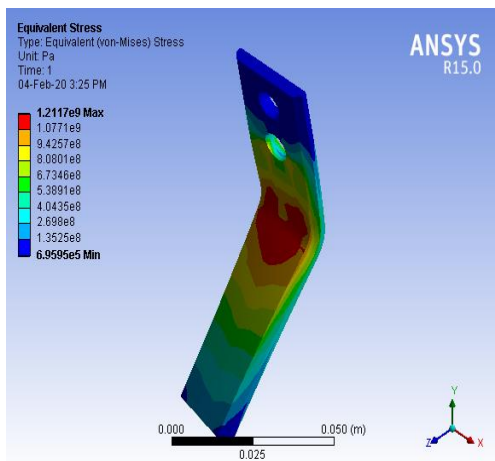 Equivalent Stress
Type: Equivalent (von-Mises) Stress
Unit: Pa
Time: 1
04-Feb-20 3:25 PM
ANSYS
R15.0
1.2117e9 Max
1.0771e9
9.4257e8
8.0801e8
6.7346e8
5.3891e8
4.0435e8
2.698e8
1.3525e8
6.9595e5 Min
0.000
0.050 (m)
0.025
Y
Z
X